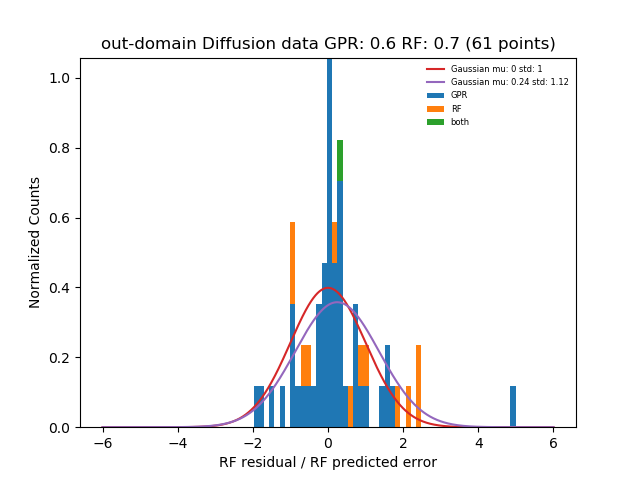 out-domain Diffusion data GPR: 0.6 RF: 0.7 (61 points)
Gaussian mu: 0 std: 1
Gaussian mu: 0.24 std: 1.12
GPR
RF
both
Normalized Counts
1.0
0.8
0.6
0.4
0.2
0.0
−6 −4 −2 0 2 4 6
RF residual / RF predicted error